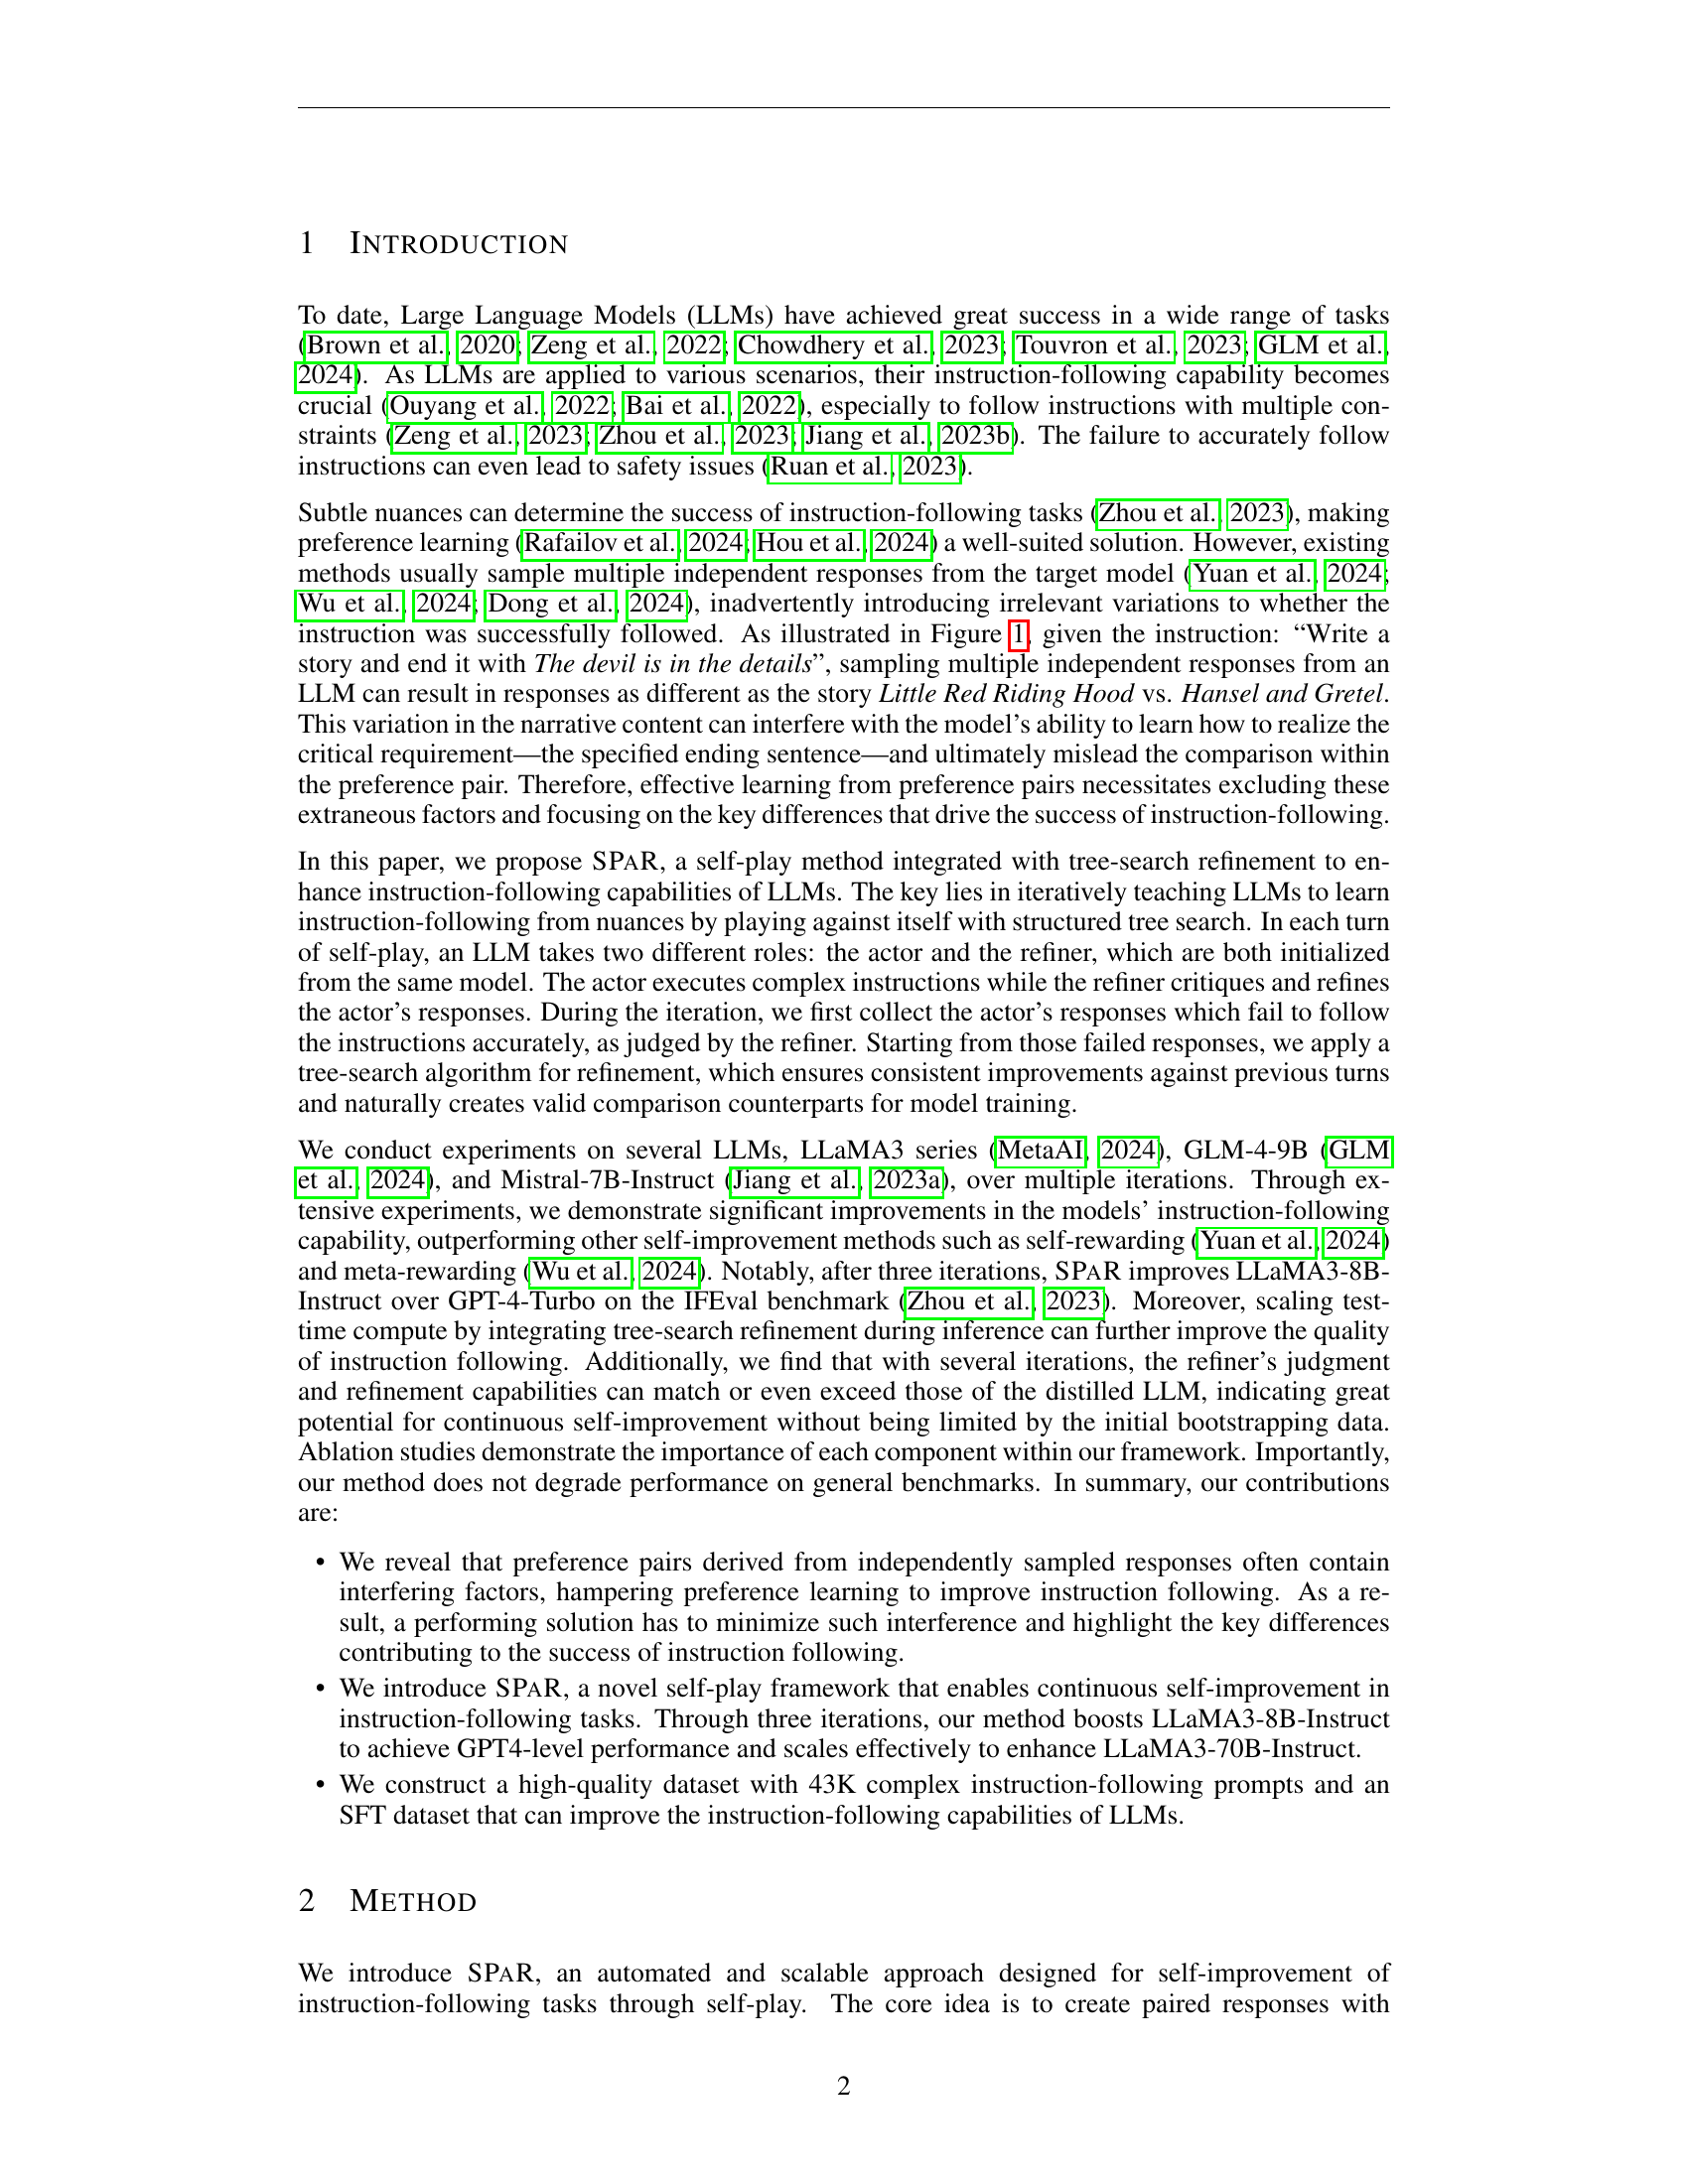 1 INTRODUCTION
To date, Large Language Models (LLMs) have achieved great success in a wide range of tasks
(Brown et al., 2020; Zeng et al., 2022; Chowdhery et al., 2023; Touvron et al., 2023; GLM et al.,
2024). As LLMs are applied to various scenarios, their instruction-following capability becomes
crucial (Ouyang et al., 2022; Bai et al., 2022), especially to follow instructions with multiple con-
straints (Zeng et al., 2023; Zhou et al., 2023; Jiang et al., 2023b). The failure to accurately follow
instructions can even lead to safety issues (Ruan et al., 2023).
Subtle nuances can determine the success of instruction-following tasks (Zhou et al., 2023), making
preference learning (Rafailov et al., 2024; Hou et al., 2024) a well-suited solution. However, existing
methods usually sample multiple independent responses from the target model (Yuan et al., 2024;
Wu et al., 2024; Dong et al., 2024), inadvertently introducing irrelevant variations to whether the
instruction was successfully followed. As illustrated in Figure 1, given the instruction: “Write a
story and end it with The devil is in the details”, sampling multiple independent responses from an
LLM can result in responses as different as the story Little Red Riding Hood vs. Hansel and Gretel.
This variation in the narrative content can interfere with the model’s ability to learn how to realize the
critical requirement—the specified ending sentence—and ultimately mislead the comparison within
the preference pair. Therefore, effective learning from preference pairs necessitates excluding these
extraneous factors and focusing on the key differences that drive the success of instruction-following.
In this paper, we propose SPAR, a self-play method integrated with tree-search refinement to en-
hance instruction-following capabilities of LLMs. The key lies in iteratively teaching LLMs to learn
instruction-following from nuances by playing against itself with structured tree search. In each turn
of self-play, an LLM takes two different roles: the actor and the refiner, which are both initialized
from the same model. The actor executes complex instructions while the refiner critiques and refines
the actor’s responses. During the iteration, we first collect the actor’s responses which fail to follow
the instructions accurately, as judged by the refiner. Starting from those failed responses, we apply a
tree-search algorithm for refinement, which ensures consistent improvements against previous turns
and naturally creates valid comparison counterparts for model training.
We conduct experiments on several LLMs, LLaMA3 series (MetaAI, 2024), GLM-4-9B (GLM
et al., 2024), and Mistral-7B-Instruct (Jiang et al., 2023a), over multiple iterations. Through ex-
tensive experiments, we demonstrate significant improvements in the models’ instruction-following
capability, outperforming other self-improvement methods such as self-rewarding (Yuan et al., 2024)
and meta-rewarding (Wu et al., 2024). Notably, after three iterations, SPAR improves LLaMA3-8B-
Instruct over GPT-4-Turbo on the IFEval benchmark (Zhou et al., 2023). Moreover, scaling test-
time compute by integrating tree-search refinement during inference can further improve the quality
of instruction following. Additionally, we find that with several iterations, the refiner’s judgment
and refinement capabilities can match or even exceed those of the distilled LLM, indicating great
potential for continuous self-improvement without being limited by the initial bootstrapping data.
Ablation studies demonstrate the importance of each component within our framework. Importantly,
our method does not degrade performance on general benchmarks. In summary, our contributions
are:
• We reveal that preference pairs derived from independently sampled responses often contain
interfering factors, hampering preference learning to improve instruction following. As a re-
sult, a performing solution has to minimize such interference and highlight the key differences
contributing to the success of instruction following.
• We introduce SPAR, a novel self-play framework that enables continuous self-improvement in
instruction-following tasks. Through three iterations, our method boosts LLaMA3-8B-Instruct
to achieve GPT4-level performance and scales effectively to enhance LLaMA3-70B-Instruct.
• We construct a high-quality dataset with 43K complex instruction-following prompts and an
SFT dataset that can improve the instruction-following capabilities of LLMs.
2 METHOD
We introduce SPAR, an automated and scalable approach designed for self-improvement of
instruction-following tasks through self-play. The core idea is to create paired responses with
2